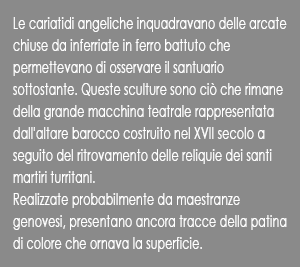 Le cariatidi angeliche inquadravano delle arcate
chiuse da inferriate in ferro battuto che
permettevano di osservare il santuario
sottostante. Queste sculture sono ciò che rimane
della grande macchina teatrale rappresentata
dall'altare barocco costruito nel XVII secolo a
seguito del ritrovamento delle reliquie dei santi
martiri turritani.
Realizzate probabilmente da maestranze
genovesi, presentano ancora tracce della patina
di colore che ornava la superficie.